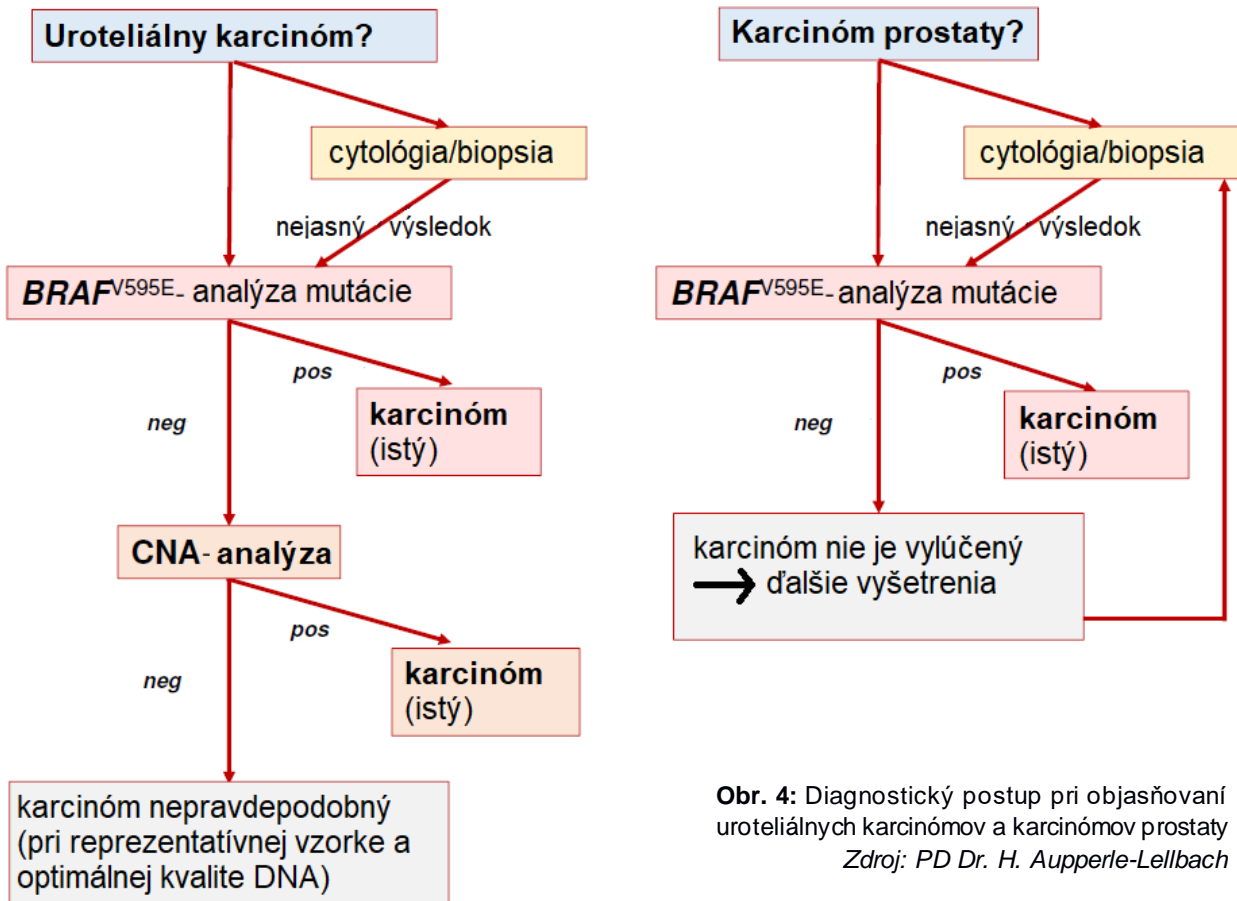 Uroteliálny karcinóm?
cytológia/biopsia
nejasný výsledok
BRAFV595E- analýza mutácie
pos
neg
karcinóm
(istý)
CNA- analýza
pos
neg
karcinóm
(istý)
karcinóm nepravdepodobný
(pri reprezentatívnej vzorke a
optimálnej kvalite DNA)
Karcinóm prostaty?
cytológia/biopsia
nejasný výsledok
BRAFV595E- analýza mutácie
pos
neg
karcinóm
(istý)
karcinóm nie je vylúčený
→ ďalšie vyšetrenia
Obr. 4: Diagnostický postup pri objasňovaní
uroteliálnych karcinómov a karcinómov prostaty
Zdroj: PD Dr. H. Aupperle-Lellbach